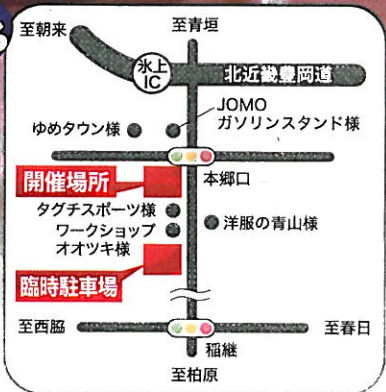 至朝来
至青垣
氷上
IC
北近畿豊岡道
ゆめタウン様
JOMO
ガソリンスタンド様
開催場所
本郷口
タグチスポーツ様
ワークショップ
オオツキ様
洋服の青山様
臨時駐車場
至西脇
至春日
稲継
至柏原